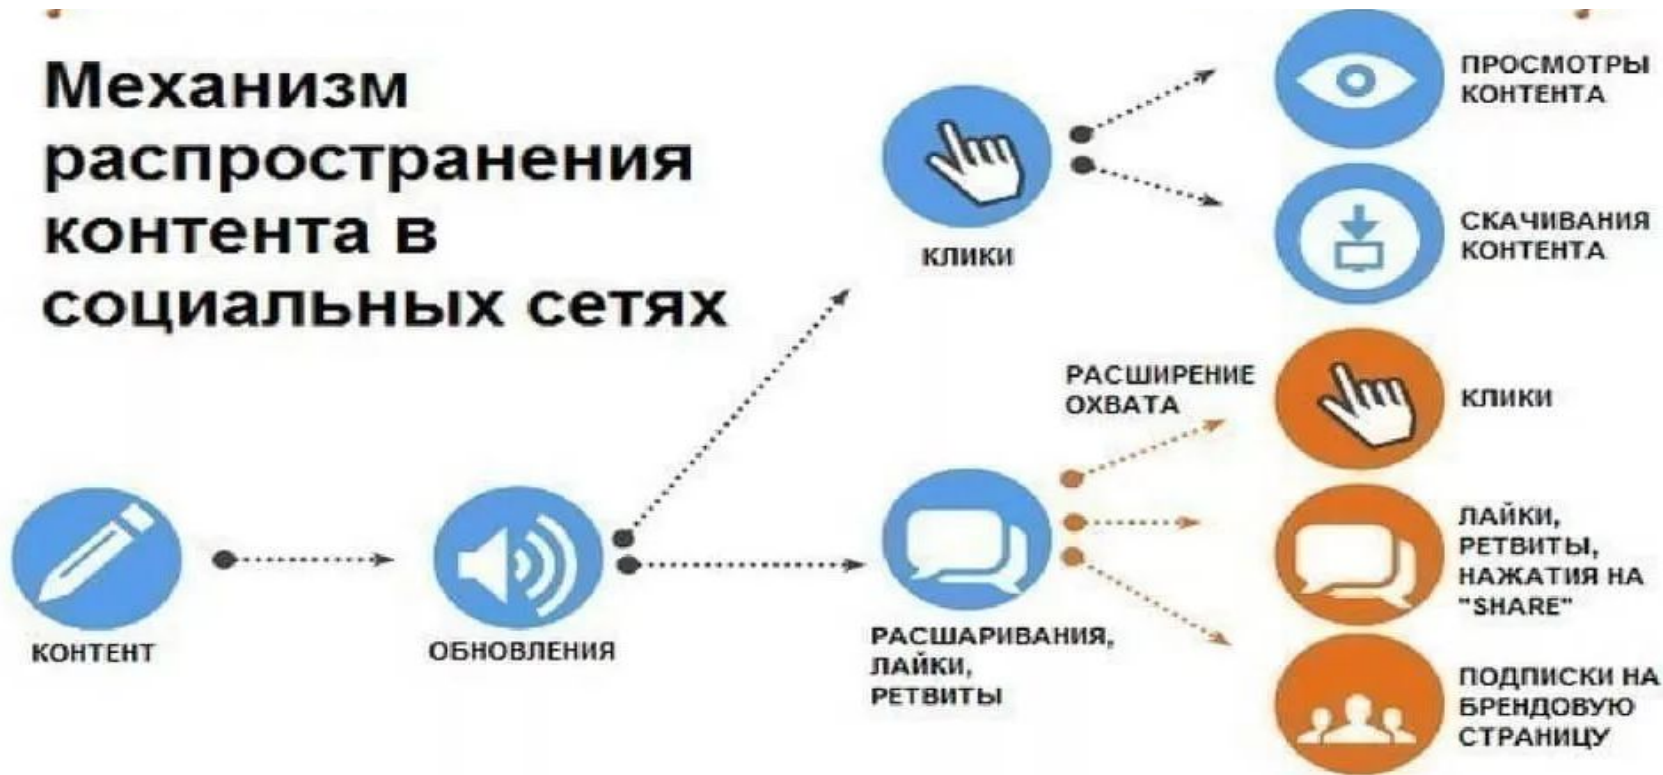 Механизм
распространения
контента в
социальных сетях
КОНТЕНТ
ОБНОВЛЕНИЯ
КЛИКИ
ПРОСМОТРЫ
КОНТЕНТА
СКАЧИВАНИЯ
КОНТЕНТА
РАСШАРИВАНИЯ,
ЛАЙКИ,
РЕТВИТЫ
РАСШИРЕНИЕ
ОХВАТА
КЛИКИ
ЛАЙКИ,
РЕТВИТЫ,
НАЖАТИЯ НА
"SHARE"
ПОДПИСКИ НА
БРЕНДОВУЮ
СТРАНИЦУ